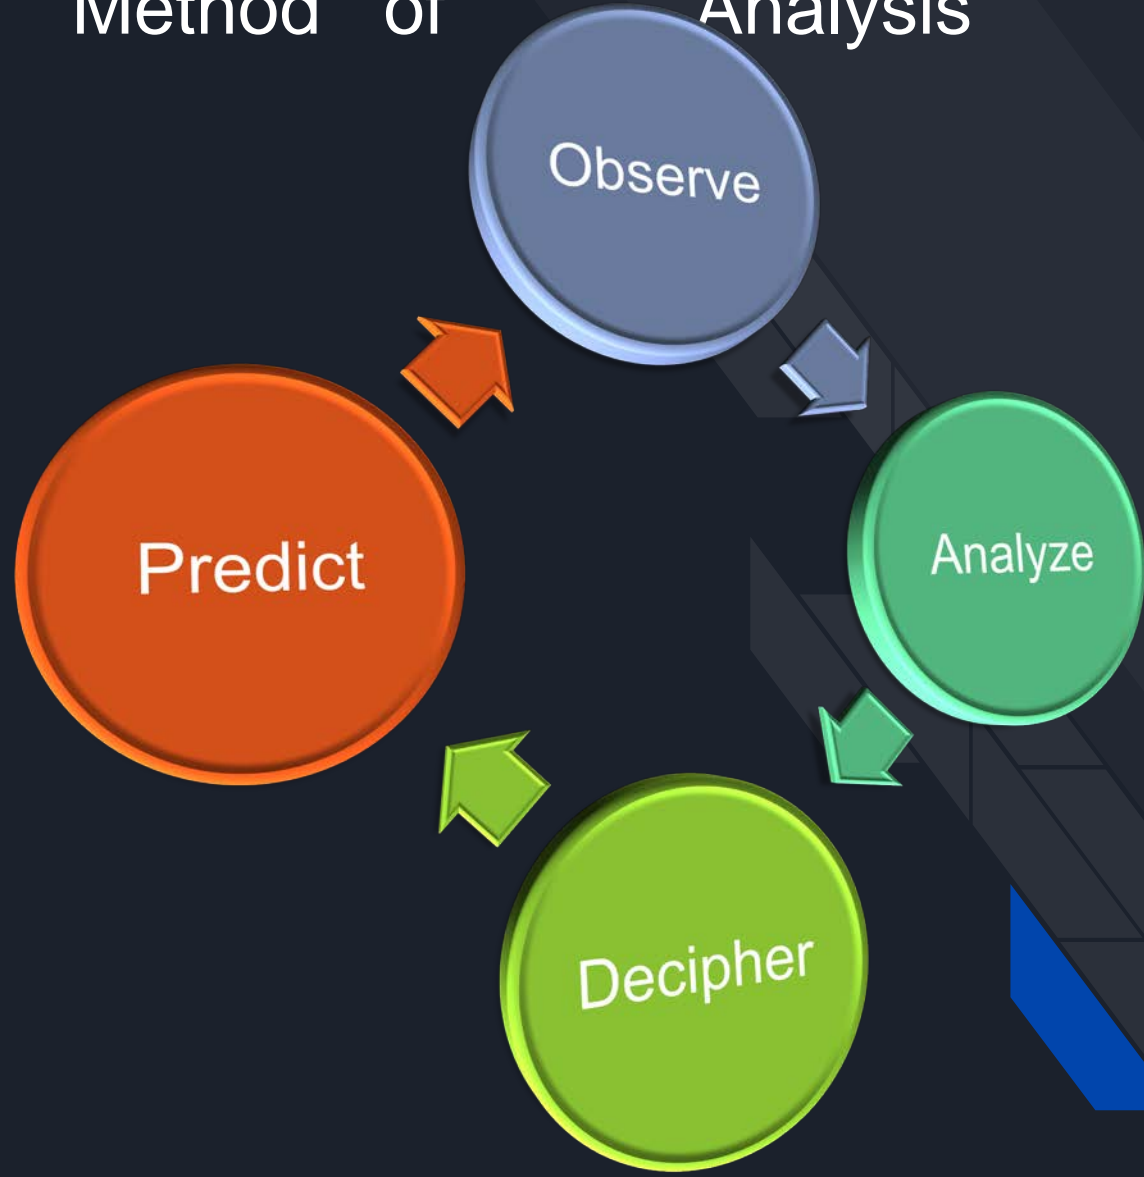 Method of Analysis
Observe
Analyze
Decipher
Predict